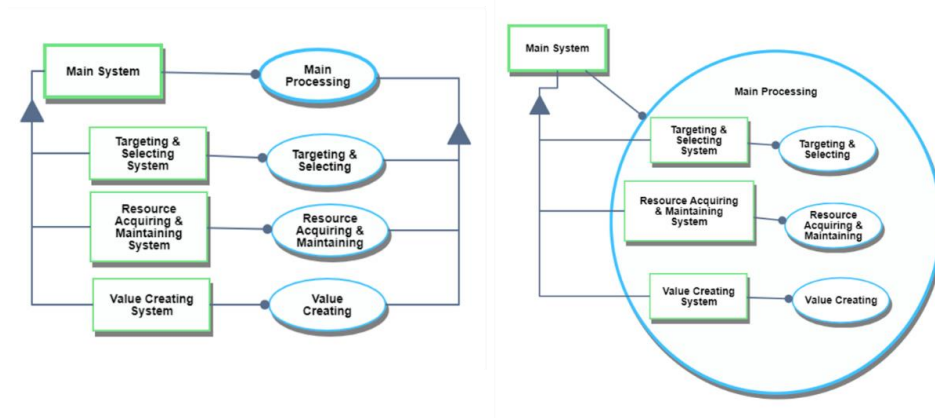 Main System
Main
Processing
Targeting &
Selecting
System
Targeting &
Selecting
Resource
Acquiring &
Maintaining
System
Resource
Acquiring &
Maintaining
Value Creating
System
Value
Creating
Main System
Main Processing
Targeting &
Selecting
System
Targeting &
Selecting
Resource Acquiring
& Maintaining
System
Resource
Acquiring &
Maintaining
Value Creating
System
Value Creating